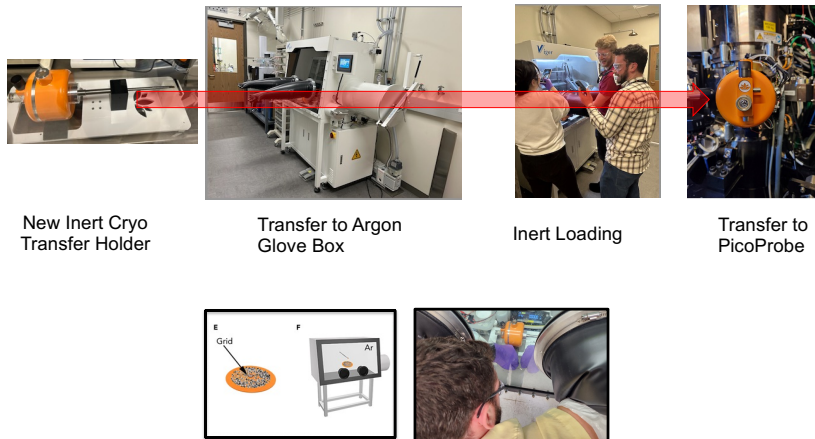 New Inert Cryo
Transfer Holder
Transfer to Argon
Glove Box
Inert Loading
Transfer to
PicoProbe
E
F
Grid
Ar